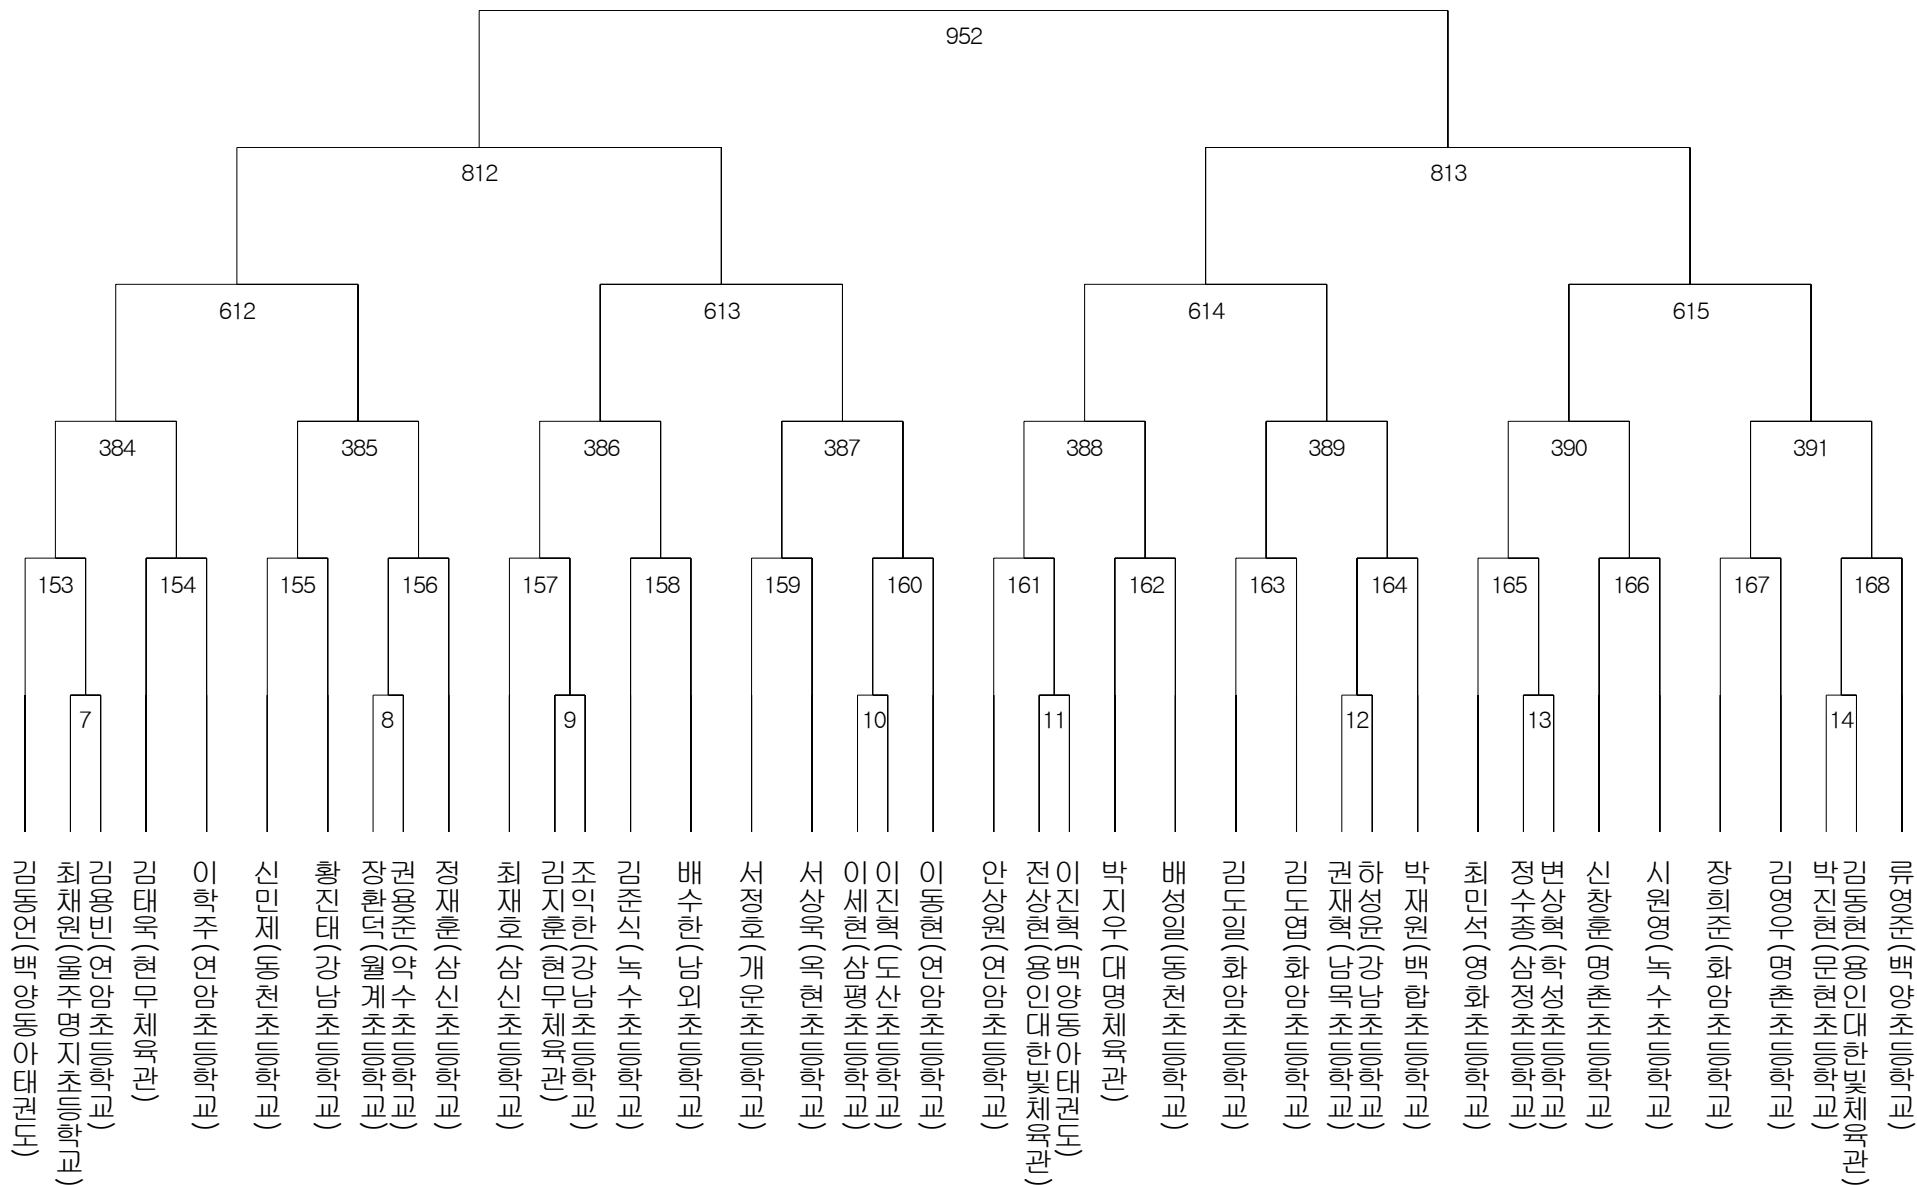 952
812
813
612
613
614
615
384
385
386
387
388
389
390
391
153
154
155
156
157
158
159
160
161
162
163
164
165
166
167
168
7
8
9
10
11
12
13
14
김동언(백양동아태권도)
최채원(울주명지초등학교)
김용빈(연암초등학교)
김태욱(현무체육관)
이학주(연암초등학교)
신민제(동천초등학교)
황진태(강남초등학교)
장환덕(월계초등학교)
권용준(약수초등학교)
정재훈(삼신초등학교)
최재호(삼신초등학교)
김지훈(현무체육관)
조익한(강남초등학교)
김준식(녹수초등학교)
배수한(남외초등학교)
서정호(개운초등학교)
서상욱(옥현초등학교)
이세현(삼평초등학교)
이진혁(도산초등학교)
이동현(연암초등학교)
안상원(연암초등학교)
전상현(용인대한빛체육관)
이진혁(백양동아태권도)
박지우(대명체육관)
배성일(동천초등학교)
김도일(화암초등학교)
김도엽(화암초등학교)
권재혁(남목초등학교)
하성윤(강남초등학교)
박재원(백합초등학교)
최민석(영화초등학교)
정수종(삼정초등학교)
변상혁(학성초등학교)
신창훈(명촌초등학교)
시원영(녹수초등학교)
장희준(화암초등학교)
김영우(명촌초등학교)
박진현(문현초등학교)
김동현(용인대한빛체육관)
류영준(백양초등학교)